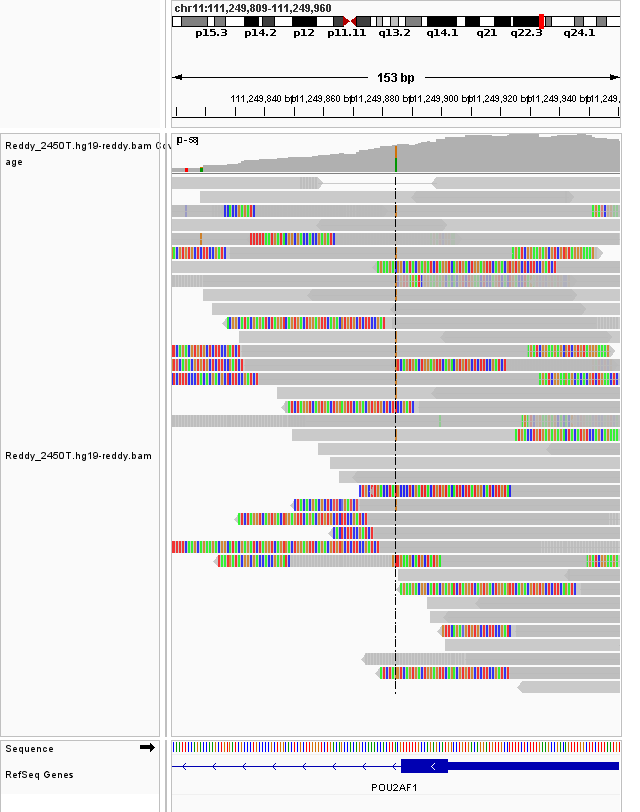 chr11:111,249,809-111,249,960
p15.3 p14.2 p12 p11.11 q13.2 q14.1 q21 q22.3 q24.1
153 bp
111,249,840 bp 111,249,860 bp 111,249,880 bp 111,249,900 bp 111,249,920 bp 111,249,940 bp 111,249,
Reddy_2450T.hg19-reddy.bam Cov
age
Reddy_2450T.hg19-reddy.bam
Sequence
RefSeq Genes
POU2AF1